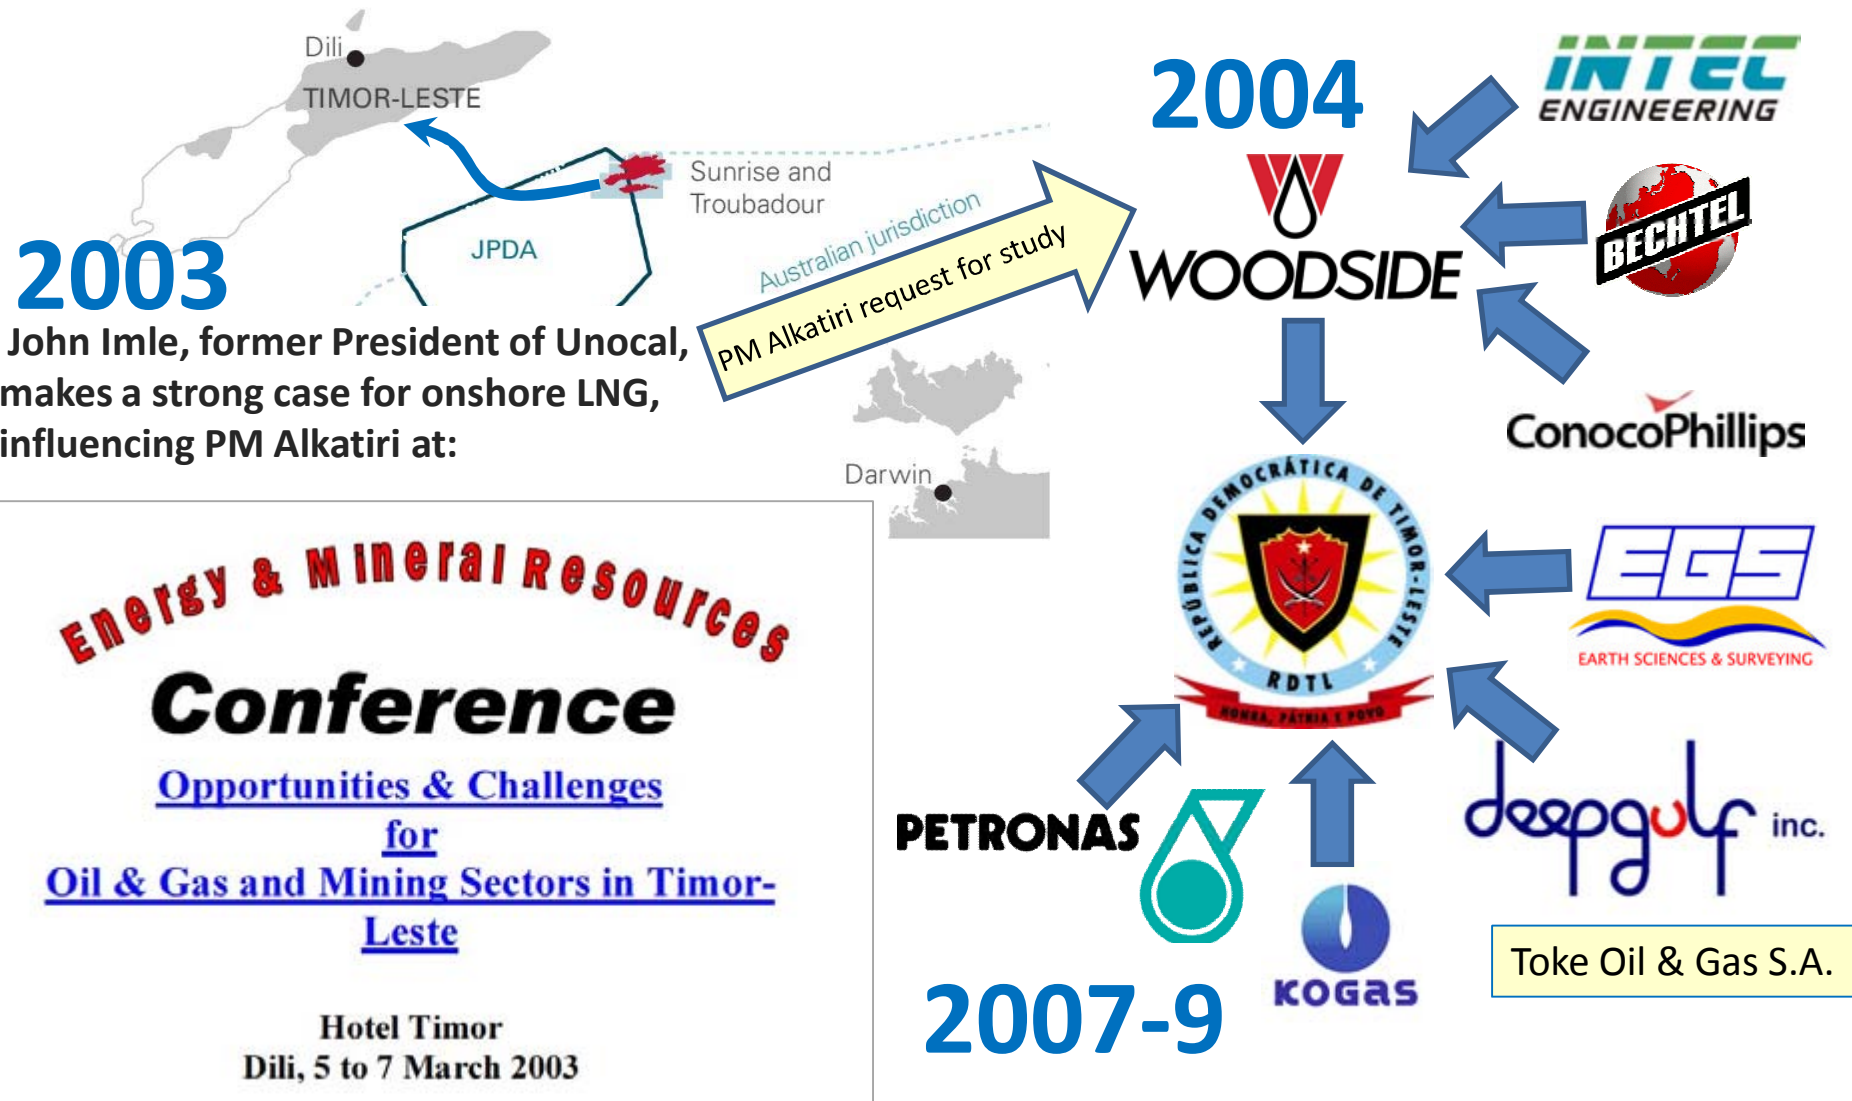 Dili
TIMOR-LESTE
Sunrise and
Troubadour
JPDA
Australian jurisdiction
2003
John Imle, former President of Unocal,
makes a strong case for onshore LNG,
influencing PM Alkatiri at:
Darwin
PM Alkatiri request for study
Energy & Mineral Resources
Conference
Opportunities & Challenges
for
Oil & Gas and Mining Sectors in Timor-
Leste
Hotel Timor
Dili, 5 to 7 March 2003
2004
WOODSIDE
INTEC
ENGINEERING
BECHTEL
ConocoPhillips
REPÚBLICA DEMOCRÁTICA DE TIMOR-LESTE
RDTL
HONRA, PÁTRIA E POVO
EGS
EARTH SCIENCES & SURVEYING
deepgulf inc.
Toke Oil & Gas S.A.
PETRONAS
KOGAS
2007-9